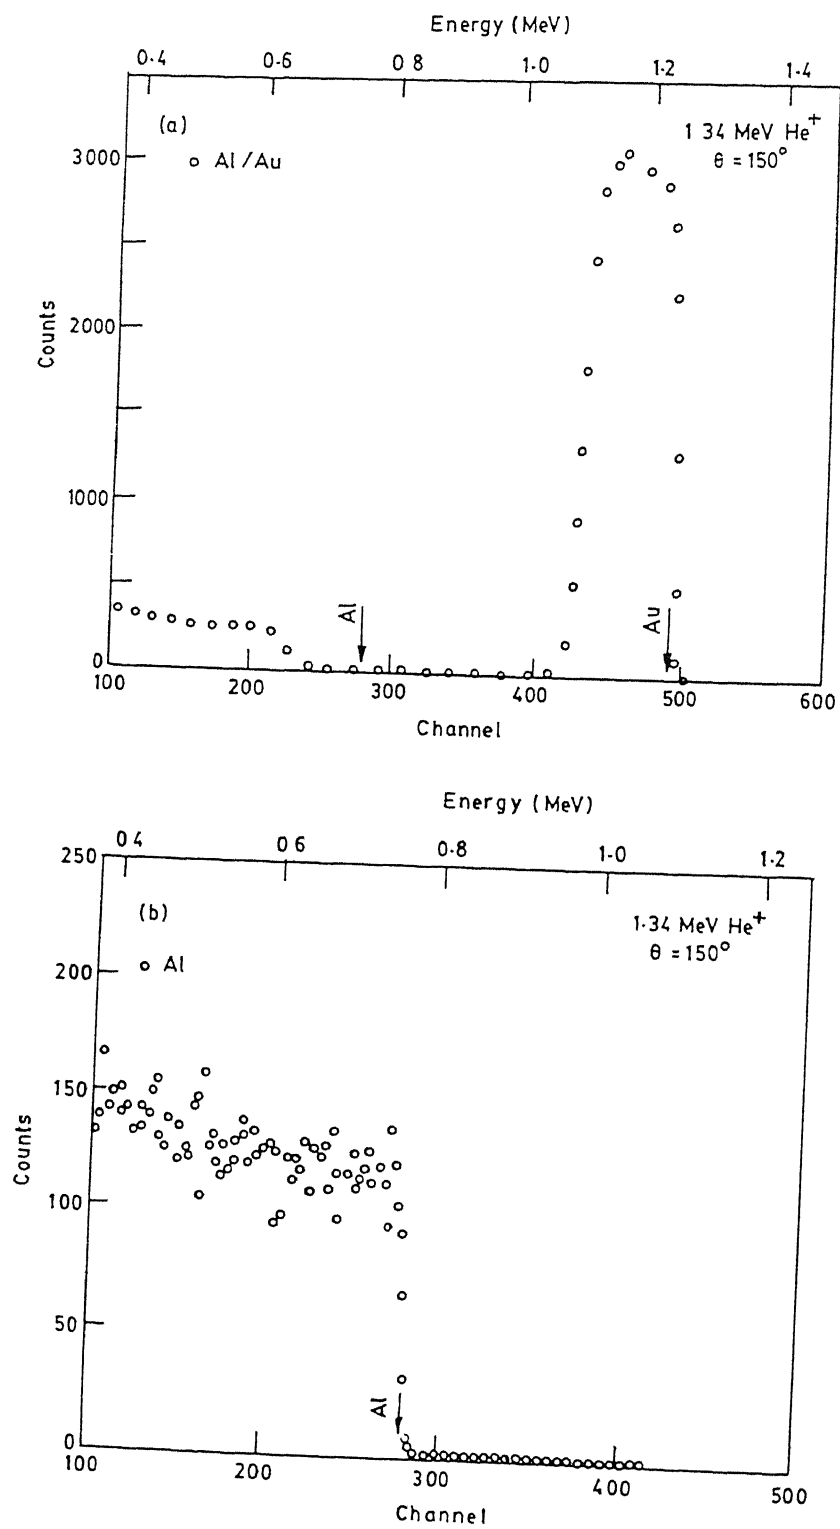 Energy (MeV)
0·4 0·6 0 8 1·0 1·2 1·4
(a)
1 34 MeV He+
θ = 150°
o Al/Au
3000
2000
1000
0
Counts
Al
Au
100 200 300 400 500 600
Channel
Energy (MeV)
0 4 0·6 0·8 1·0 1·2
250
(b)
1·34 MeV He+
θ = 150°
o Al
200
150
100
50
0
Counts
Al
100 200 300 400 500
Channel